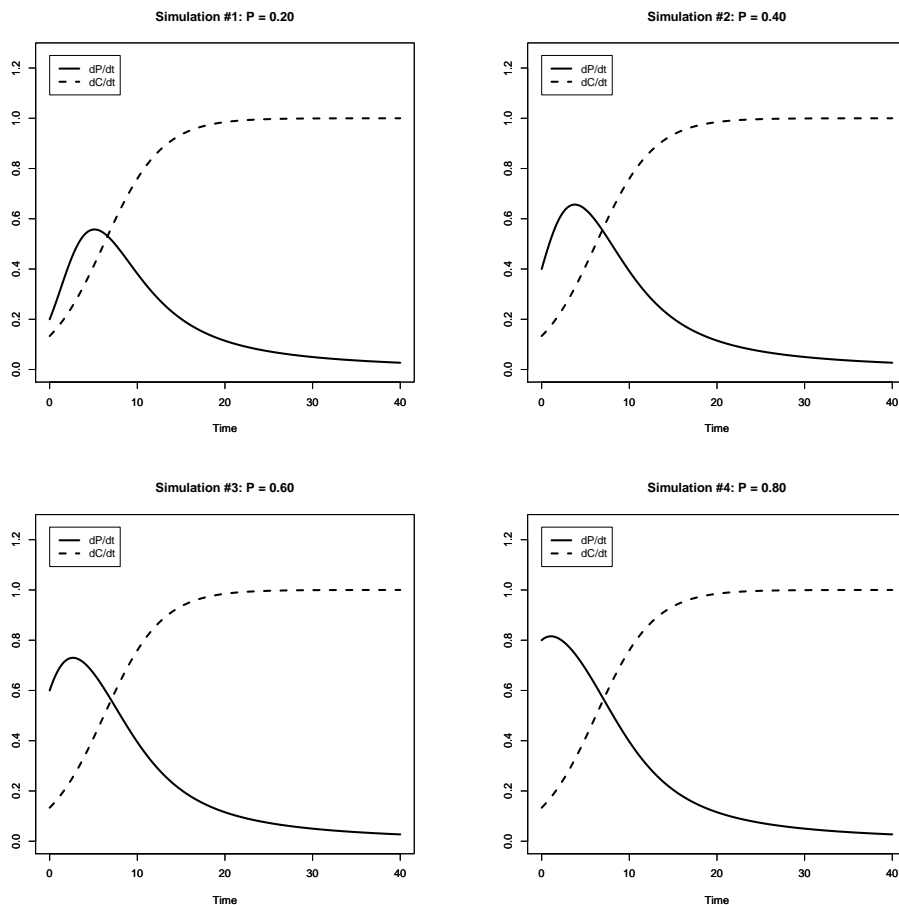 Simulation #1: P = 0.20
dP/dt
dC/dt
1.2
1.0
0.8
0.6
0.4
0.2
0.0
0 10 20 30 40
Time
Simulation #2: P = 0.40
dP/dt
dC/dt
1.2
1.0
0.8
0.6
0.4
0.2
0.0
0 10 20 30 40
Time
Simulation #3: P = 0.60
dP/dt
dC/dt
1.2
1.0
0.8
0.6
0.4
0.2
0.0
0 10 20 30 40
Time
Simulation #4: P = 0.80
dP/dt
dC/dt
1.2
1.0
0.8
0.6
0.4
0.2
0.0
0 10 20 30 40
Time